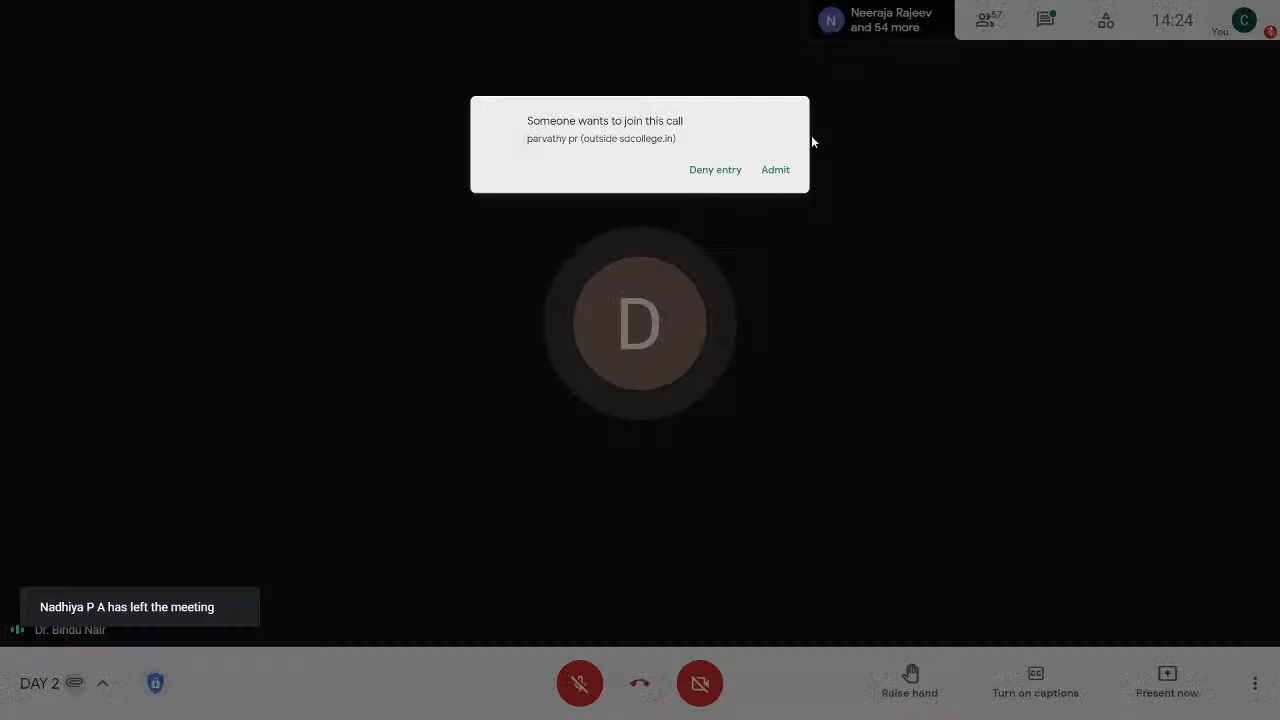 N
Neeraja Rajeev
and 54 more
57
14:24
You
C
Someone wants to join this call
parvathy pr (outside sdcollege.in)
Deny entry
Admit
D
Nadhiya P A has left the meeting
Dr. Bindu Nair
DAY 2
Raise hand
CC
Turn on captions
Present now